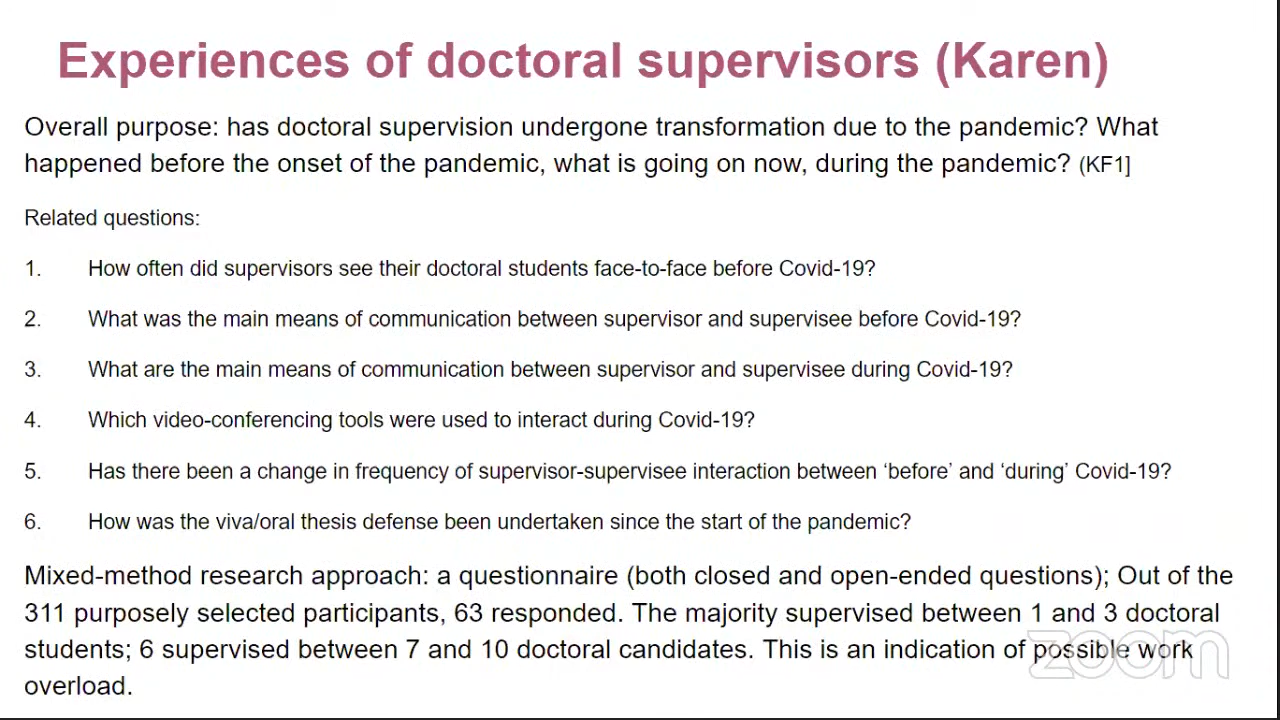 Experiences of doctoral supervisors (Karen)
Overall purpose: has doctoral supervision undergone transformation due to the pandemic? What
happened before the onset of the pandemic, what is going on now, during the pandemic? (KF1]
Related questions:
1. How often did supervisors see their doctoral students face-to-face before Covid-19?
2. What was the main means of communication between supervisor and supervisee before Covid-19?
3. What are the main means of communication between supervisor and supervisee during Covid-19?
4. Which video-conferencing tools were used to interact during Covid-19?
5. Has there been a change in frequency of supervisor-supervisee interaction between ‘before’ and ‘during’ Covid-19?
6. How was the viva/oral thesis defense been undertaken since the start of the pandemic?
Mixed-method research approach: a questionnaire (both closed and open-ended questions); Out of the
311 purposely selected participants, 63 responded. The majority supervised between 1 and 3 doctoral
students; 6 supervised between 7 and 10 doctoral candidates. This is an indication of possible work
overload.
zoom